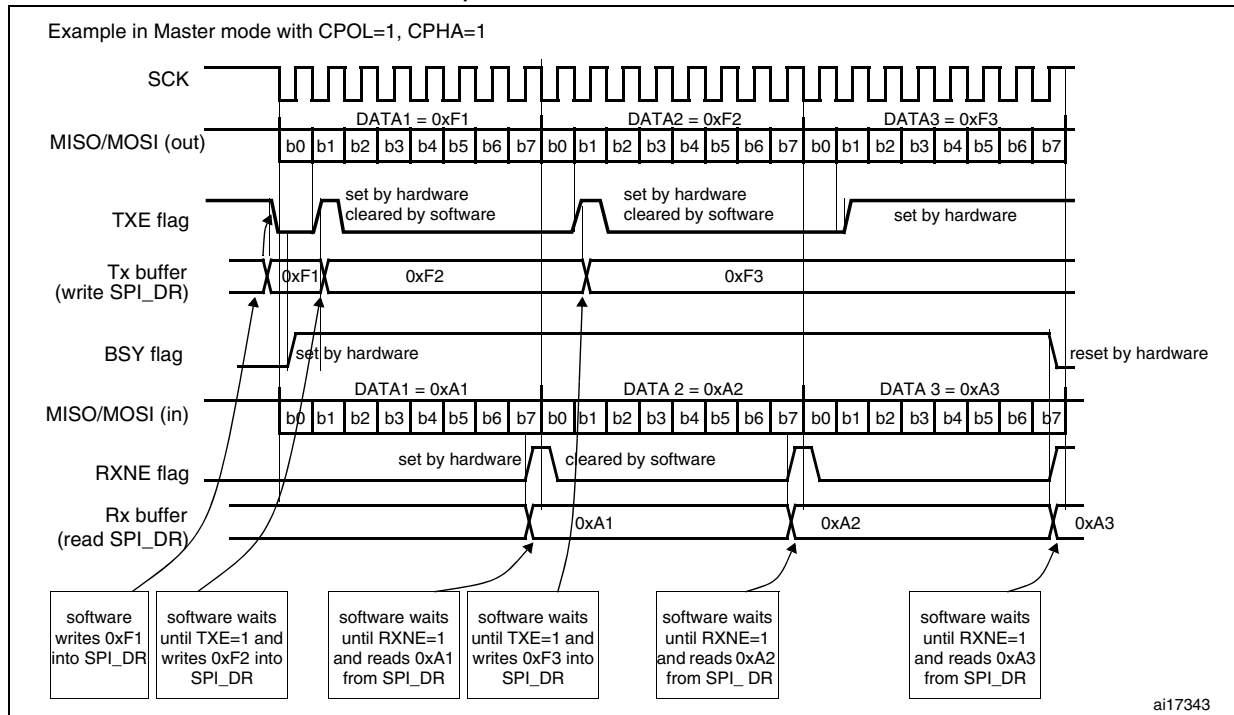 Example in Master mode with CPOL=1, CPHA=1
SCK
DATA1 = 0xF1
DATA2 = 0xF2
DATA3 = 0xF3
MISO/MOSI (out)
b0 b1 b2 b3 b4 b5 b6 b7 b0 b1 b2 b3 b4 b5 b6 b7 b0 b1 b2 b3 b4 b5 b6 b7
TXE flag
set by hardware
cleared by software
set by hardware
cleared by software
set by hardware
Tx buffer
(write SPI_DR)
0xF1
0xF2
0xF3
BSY flag
set by hardware
reset by hardware
DATA1 = 0xA1
DATA 2 = 0xA2
DATA 3 = 0xA3
MISO/MOSI (in)
b0 b1 b2 b3 b4 b5 b6 b7 b0 b1 b2 b3 b4 b5 b6 b7 b0 b1 b2 b3 b4 b5 b6 b7
RXNE flag
set by hardware
cleared by software
Rx buffer
(read SPI_DR)
0xA1
0xA2
0xA3
software
writes 0xF1
into SPI_DR
software waits
until TXE=1 and
writes 0xF2 into
SPI_DR
software waits
until RXNE=1
and reads 0xA1
from SPI_DR
software waits
until TXE=1 and
writes 0xF3 into
SPI_DR
software waits
until RXNE=1
and reads 0xA2
from SPI_ DR
software waits
until RXNE=1
and reads 0xA3
from SPI_DR
ai17343